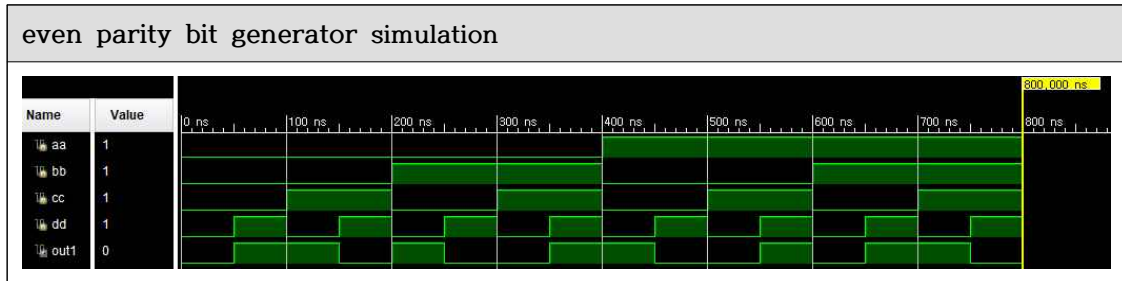 even parity bit generator simulation
800,000 ns
Name Value
0 ns 100 ns 200 ns 300 ns 400 ns 500 ns 600 ns 700 ns 800 ns
aa 1
bb 1
cc 1
dd 1
out1 0